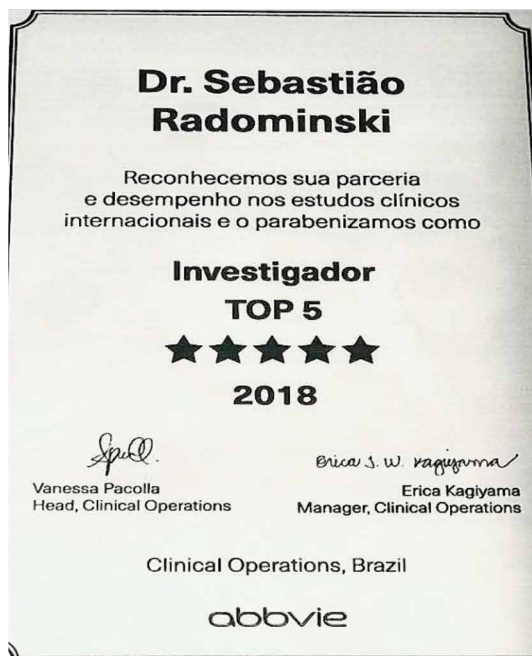 Dr. Sebastião
Radominski
Reconhecemos sua parceria
e desempenho nos estudos clínicos
internacionais e o parabenizamos como
Investigador
TOP 5
2018
Erica S. W. Kagiyama
Vanessa Pacolla
Head, Clinical Operations
Erica Kagiyama
Manager, Clinical Operations
Clinical Operations, Brazil
abbvie